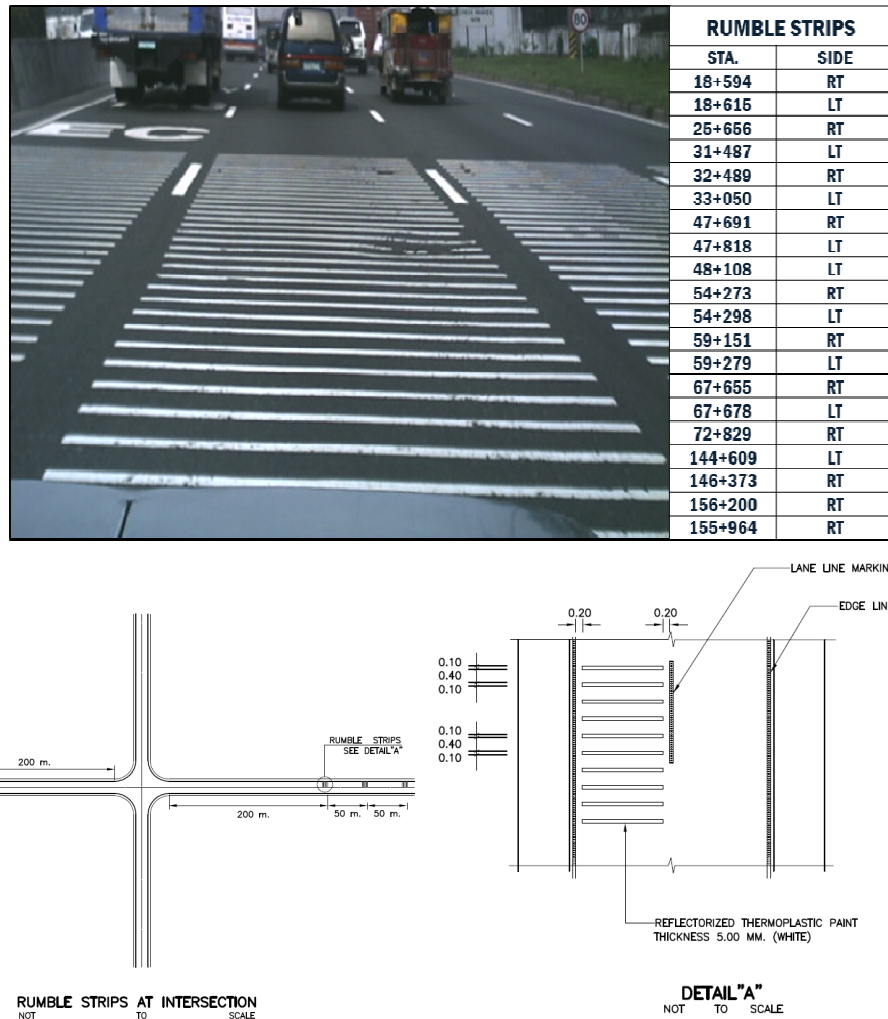 EC
80
RUMBLE STRIPS
STA. SIDE
18+594 RT
18+615 LT
25+656 RT
31+487 LT
32+489 RT
33+050 LT
47+691 RT
47+818 LT
48+108 LT
54+273 RT
54+298 LT
59+151 RT
59+279 LT
67+655 RT
67+678 LT
72+829 RT
144+609 LT
146+373 RT
156+200 RT
155+964 RT
LANE LINE MARKIN
EDGE LIN
0.20 0.20
0.10
0.40
0.10
0.10
0.40
0.10
RUMBLE STRIPS
SEE DETAIL"A"
200 m.
200 m. 50 m. 50 m.
REFLECTORIZED THERMOPLASTIC PAINT
THICKNESS 5.00 MM. (WHITE)
RUMBLE STRIPS AT INTERSECTION
NOT TO SCALE
DETAIL"A"
NOT TO SCALE